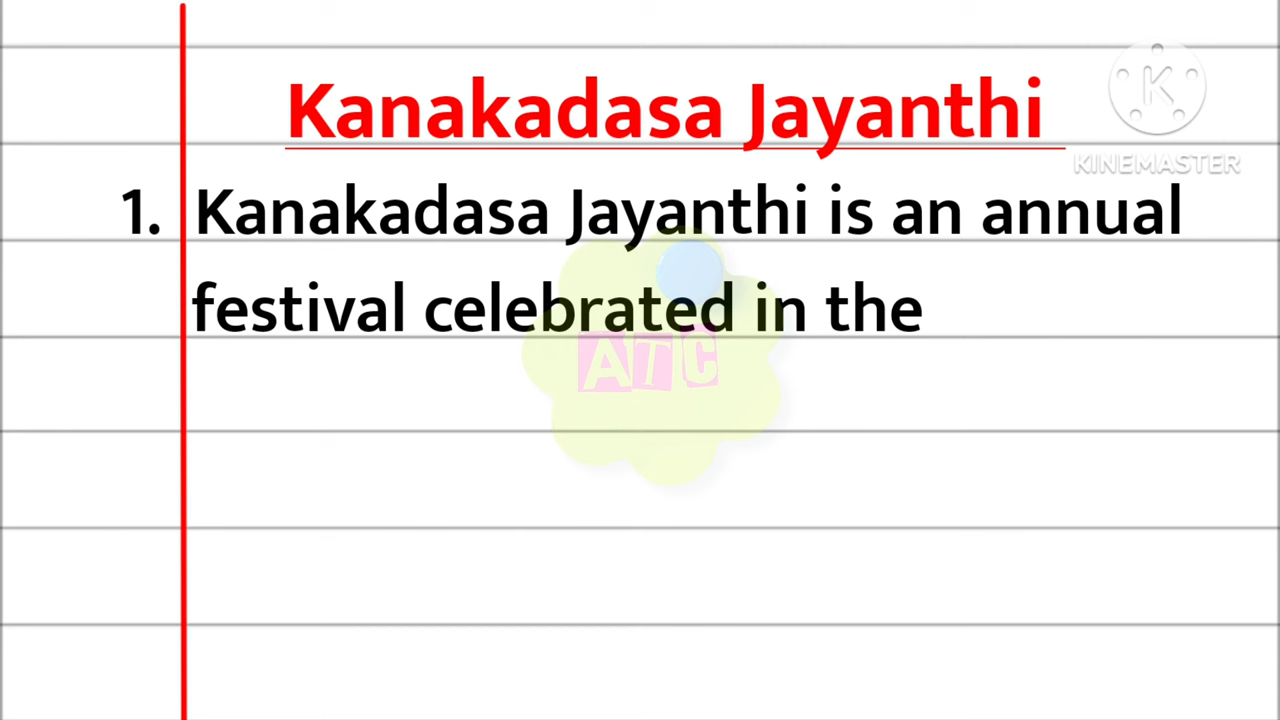 Kanakadasa Jayanthi
K
KINEMASTER
1. Kanakadasa Jayanthi is an annual
festival celebrated in the
ATC